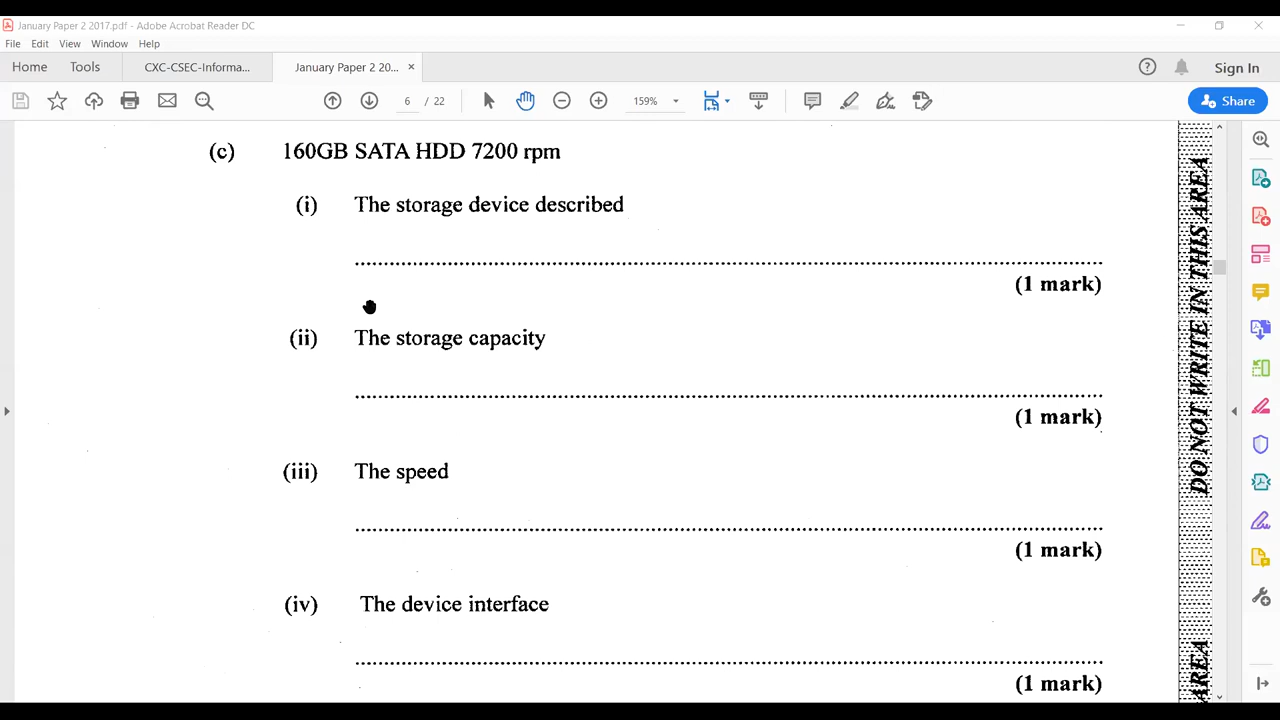 January Paper 2 2017.pdf - Adobe Acrobat Reader DC
File Edit View Window Help
Home Tools CXC-CSEC-Informa... January Paper 2 20... × Sign In
6 / 22 159% Share
(c) 160GB SATA HDD 7200 rpm
(i) The storage device described
(1 mark)
(ii) The storage capacity
(1 mark)
(iii) The speed
(1 mark)
(iv) The device interface
(1 mark)
DO NOT WRITE IN THIS AREA
AREA